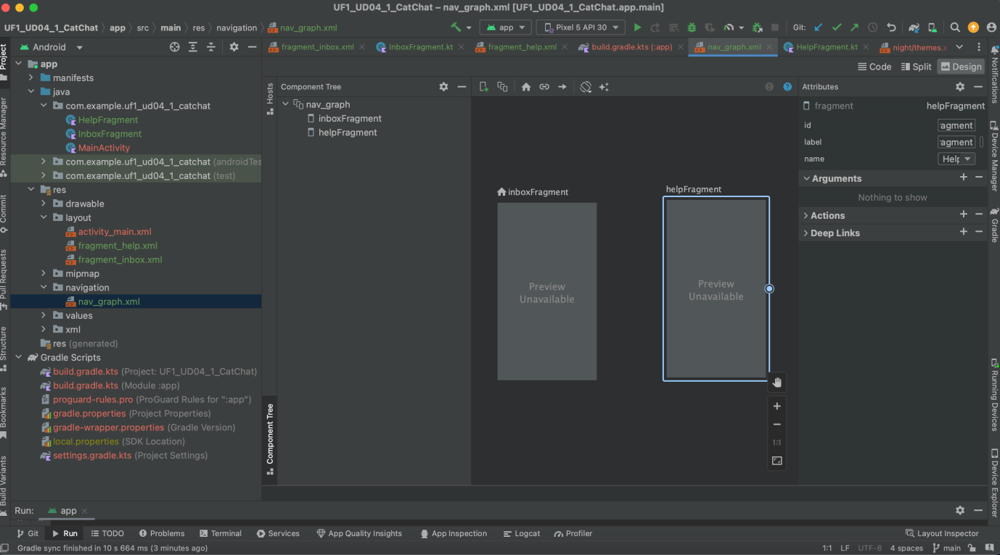 UF1_UD04_1_CatChat – nav_graph.xml [UF1_UD04_1_CatChat.app.main]
UF1_UD04_1_CatChat app src main res navigation nav_graph.xml
app Pixel 5 API 30 Git:
Android
fragment_inbox.xml InboxFragment.kt fragment_help.xml build.gradle.kts (:app) nav_graph.xml HelpFragment.kt night/themes.x
Code Split Design
Project
Resource Manager
Commit
Pull Requests
Structure
Bookmarks
Build Variants
app
manifests
java
com.example.uf1_ud04_1_catchat
HelpFragment
InboxFragment
MainActivity
com.example.uf1_ud04_1_catchat (androidTes
com.example.uf1_ud04_1_catchat (test)
res
drawable
layout
activity_main.xml
fragment_help.xml
fragment_inbox.xml
mipmap
navigation
nav_graph.xml
values
xml
res (generated)
Gradle Scripts
build.gradle.kts (Project: UF1_UD04_1_CatChat)
build.gradle.kts (Module :app)
proguard-rules.pro (ProGuard Rules for ":app")
gradle.properties (Project Properties)
gradle-wrapper.properties (Gradle Version)
local.properties (SDK Location)
settings.gradle.kts (Project Settings)
Hosts
Component Tree
Component Tree
nav_graph
inboxFragment
helpFragment
inboxFragment
Preview
Unavailable
helpFragment
Preview
Unavailable
1:1
Attributes
fragment helpFragment
id ragment
label ragment
name Help
Arguments
Nothing to show
Actions
Deep Links
Notifications
Device Manager
Gradle
Running Devices
Device Explorer
Run: app
Git Run TODO Problems Terminal Services App Quality Insights App Inspection Logcat Profiler Layout Inspector
Gradle sync finished in 10 s 664 ms (3 minutes ago) 1:1 LF UTF-8 4 spaces main